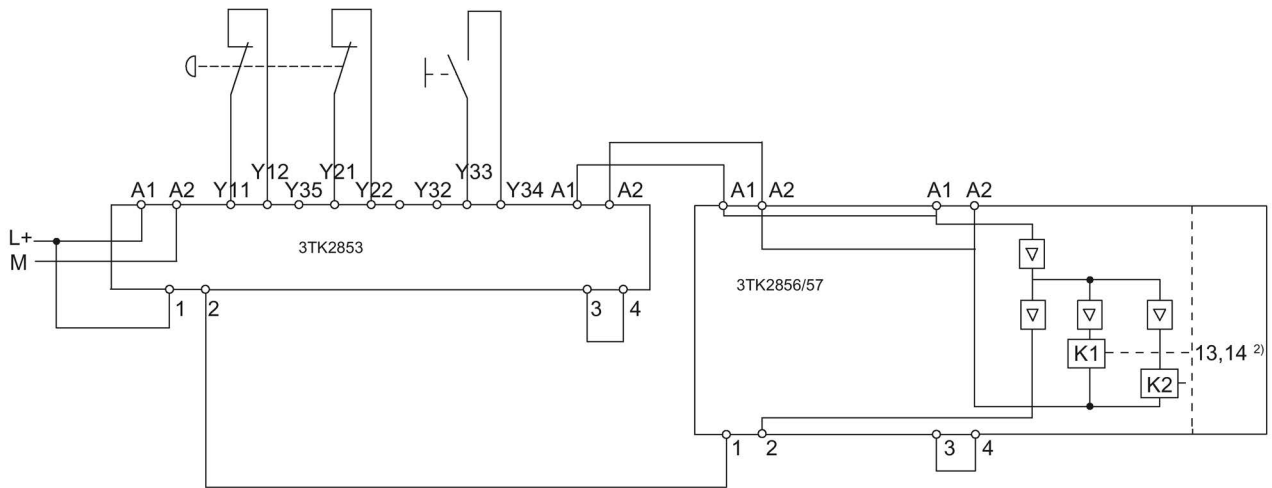 A1 A2 Y11 Y12 Y35 Y21 Y22 Y32 Y33 Y34 A1 A2
A1 A2 A1 A2
L+
M
3TK2853
3TK2856/57
1 2 3 4
K1
13,14 2)
K2
1 2 3 4